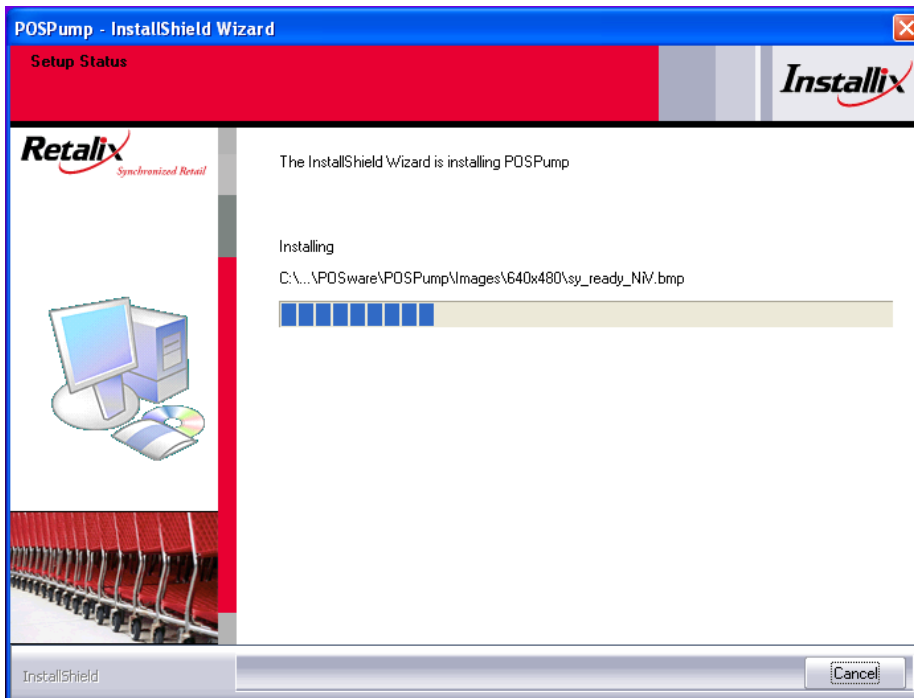 POSPump - InstallShield Wizard
Setup Status
Installix
Retalix
Synchronized Retail
The InstallShield Wizard is installing POSPump
Installing
C:\...\POSware\POSPump\Images\640x480\sy_ready_NiV.bmp
InstallShield
Cancel